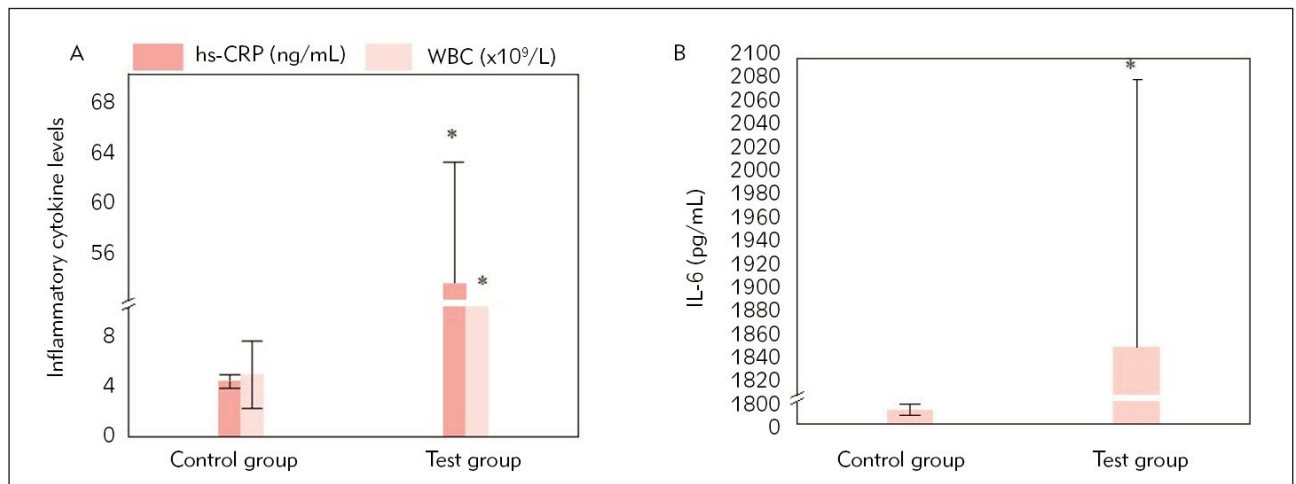 A
hs-CRP (ng/mL)
WBC (x10⁹/L)
Inflammatory cytokine levels
68
64
60
56
8
4
0
*
*
Control group
Test group
B
IL-6 (pg/mL)
2100
2080
2060
2040
2020
2000
1980
1960
1940
1920
1900
1880
1860
1840
1820
1800
0
*
Control group
Test group